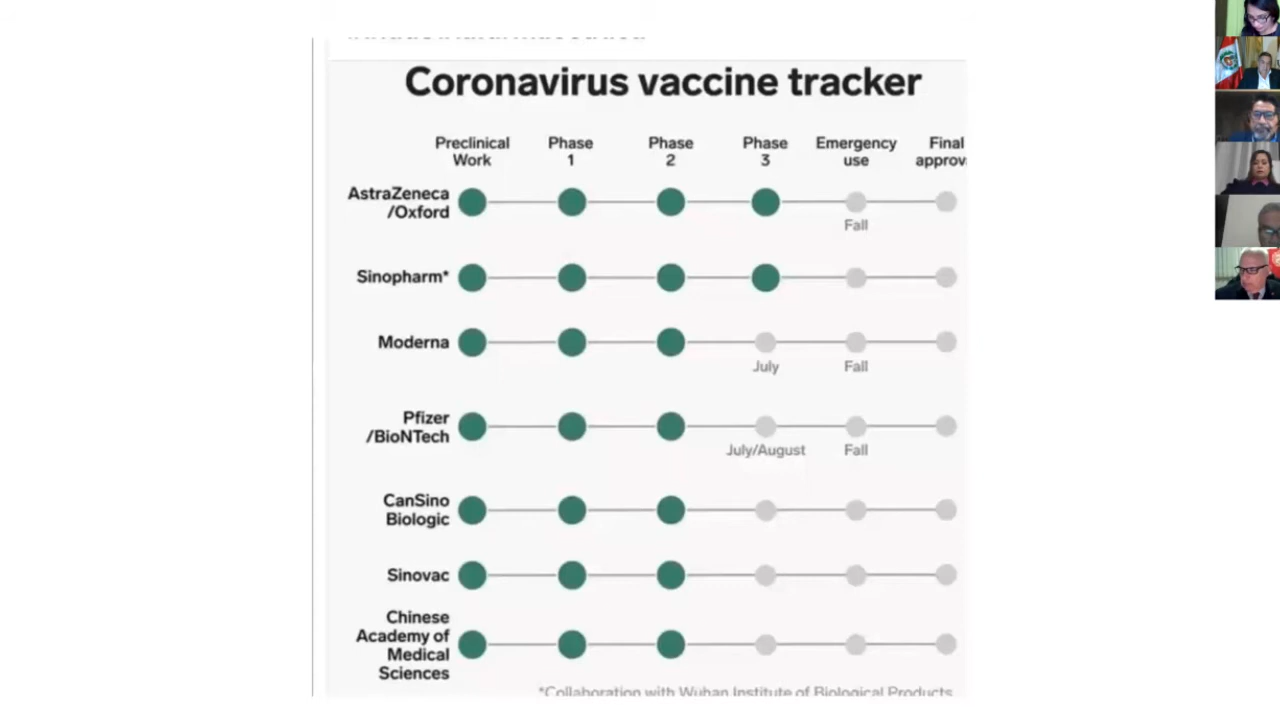 Coronavirus vaccine tracker
Preclinical Phase Phase Phase Emergency Final
Work 1 2 3 use approv
AstraZeneca
/Oxford
Fall
Sinopharm*
Moderna
July Fall
Pfizer
/BioNTech
July/August Fall
CanSino
Biologic
Sinovac
Chinese
Academy of
Medical
Sciences
*Collaboration with Wuhan Institute of Biological Products